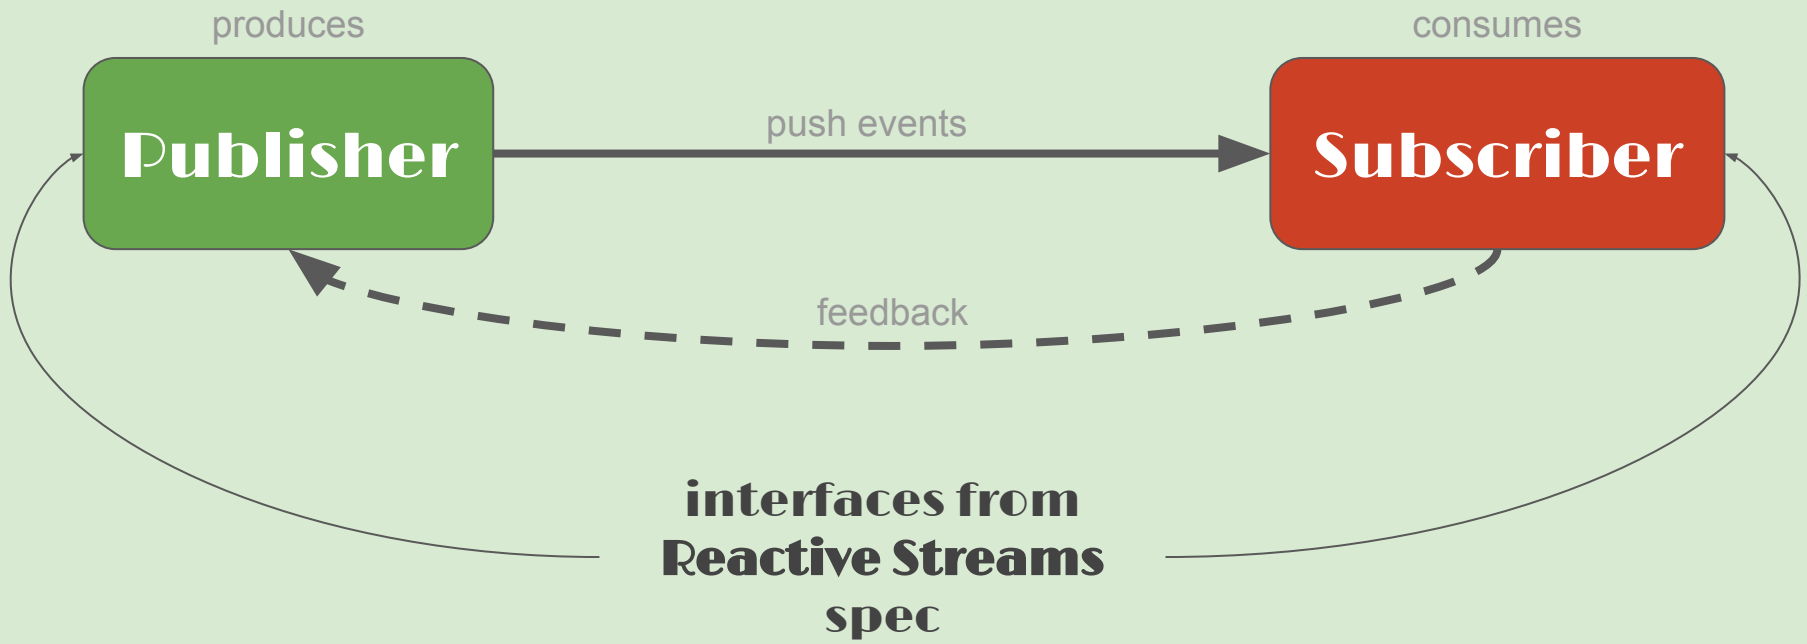 produces
consumes
Publisher
push events
Subscriber
feedback
interfaces from
Reactive Streams
spec